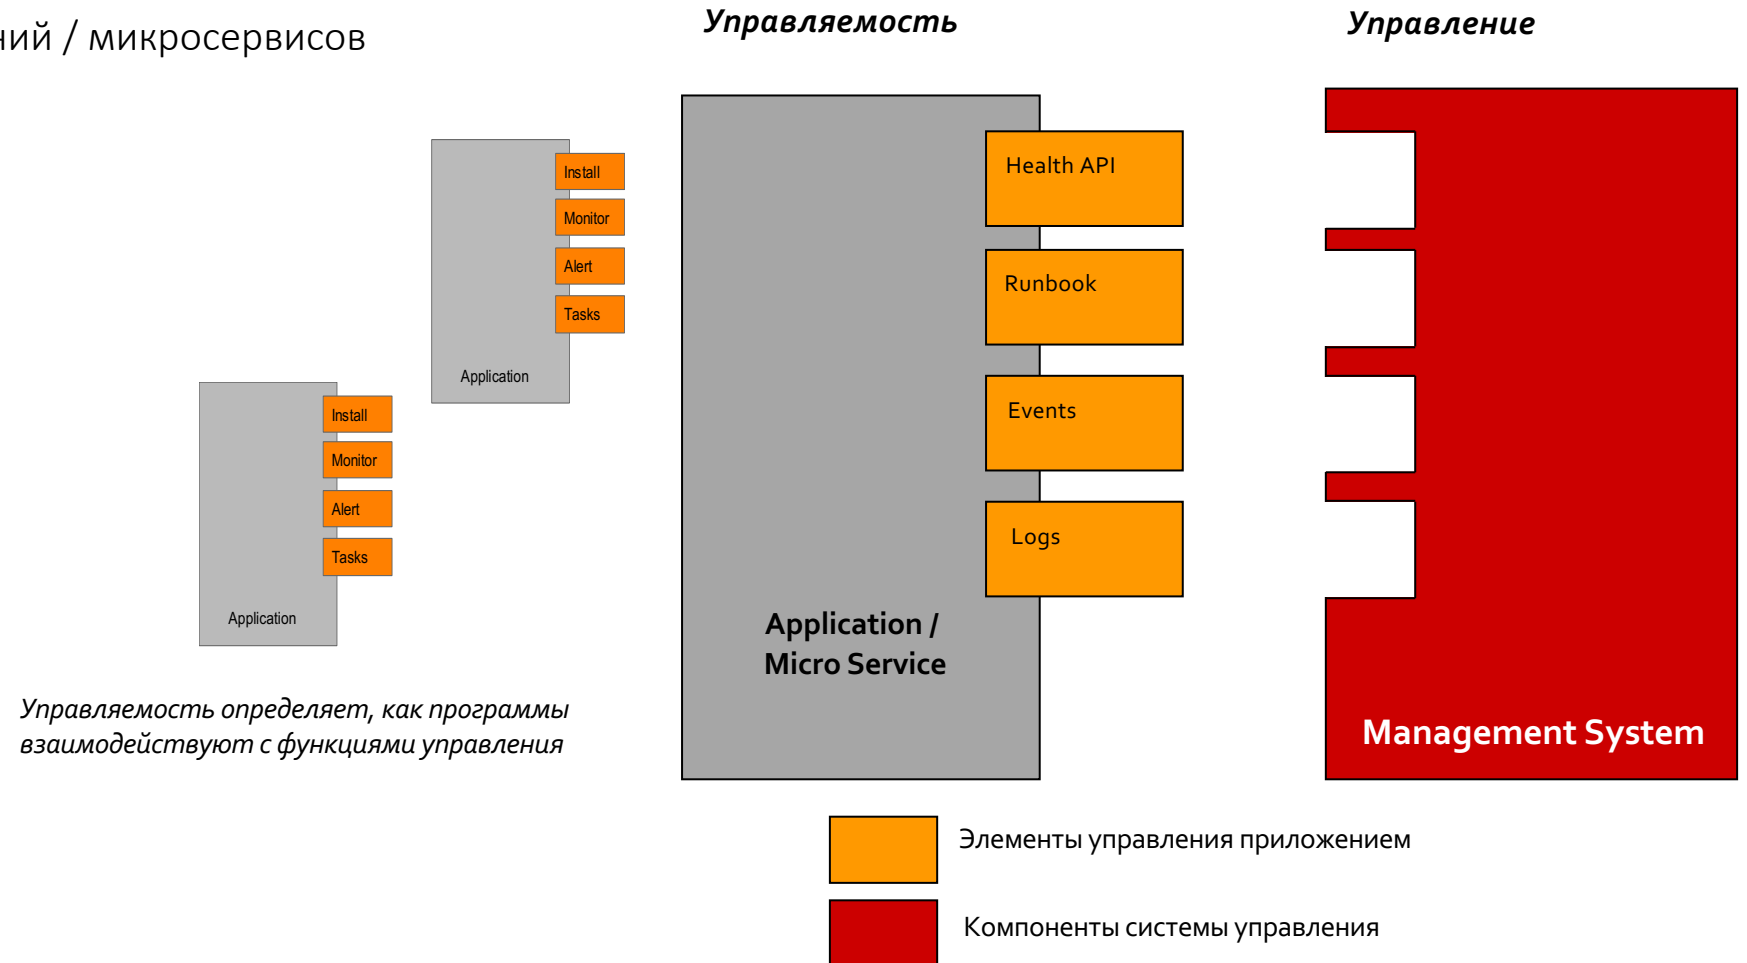 ний / микросервисов
Управляемость
Управление
Install
Monitor
Alert
Tasks
Application
Install
Monitor
Alert
Tasks
Application
Управляемость определяет, как программы
взаимодействуют с функциями управления
Health API
Runbook
Events
Logs
Application /
Micro Service
Management System
Элементы управления приложением
Компоненты системы управления